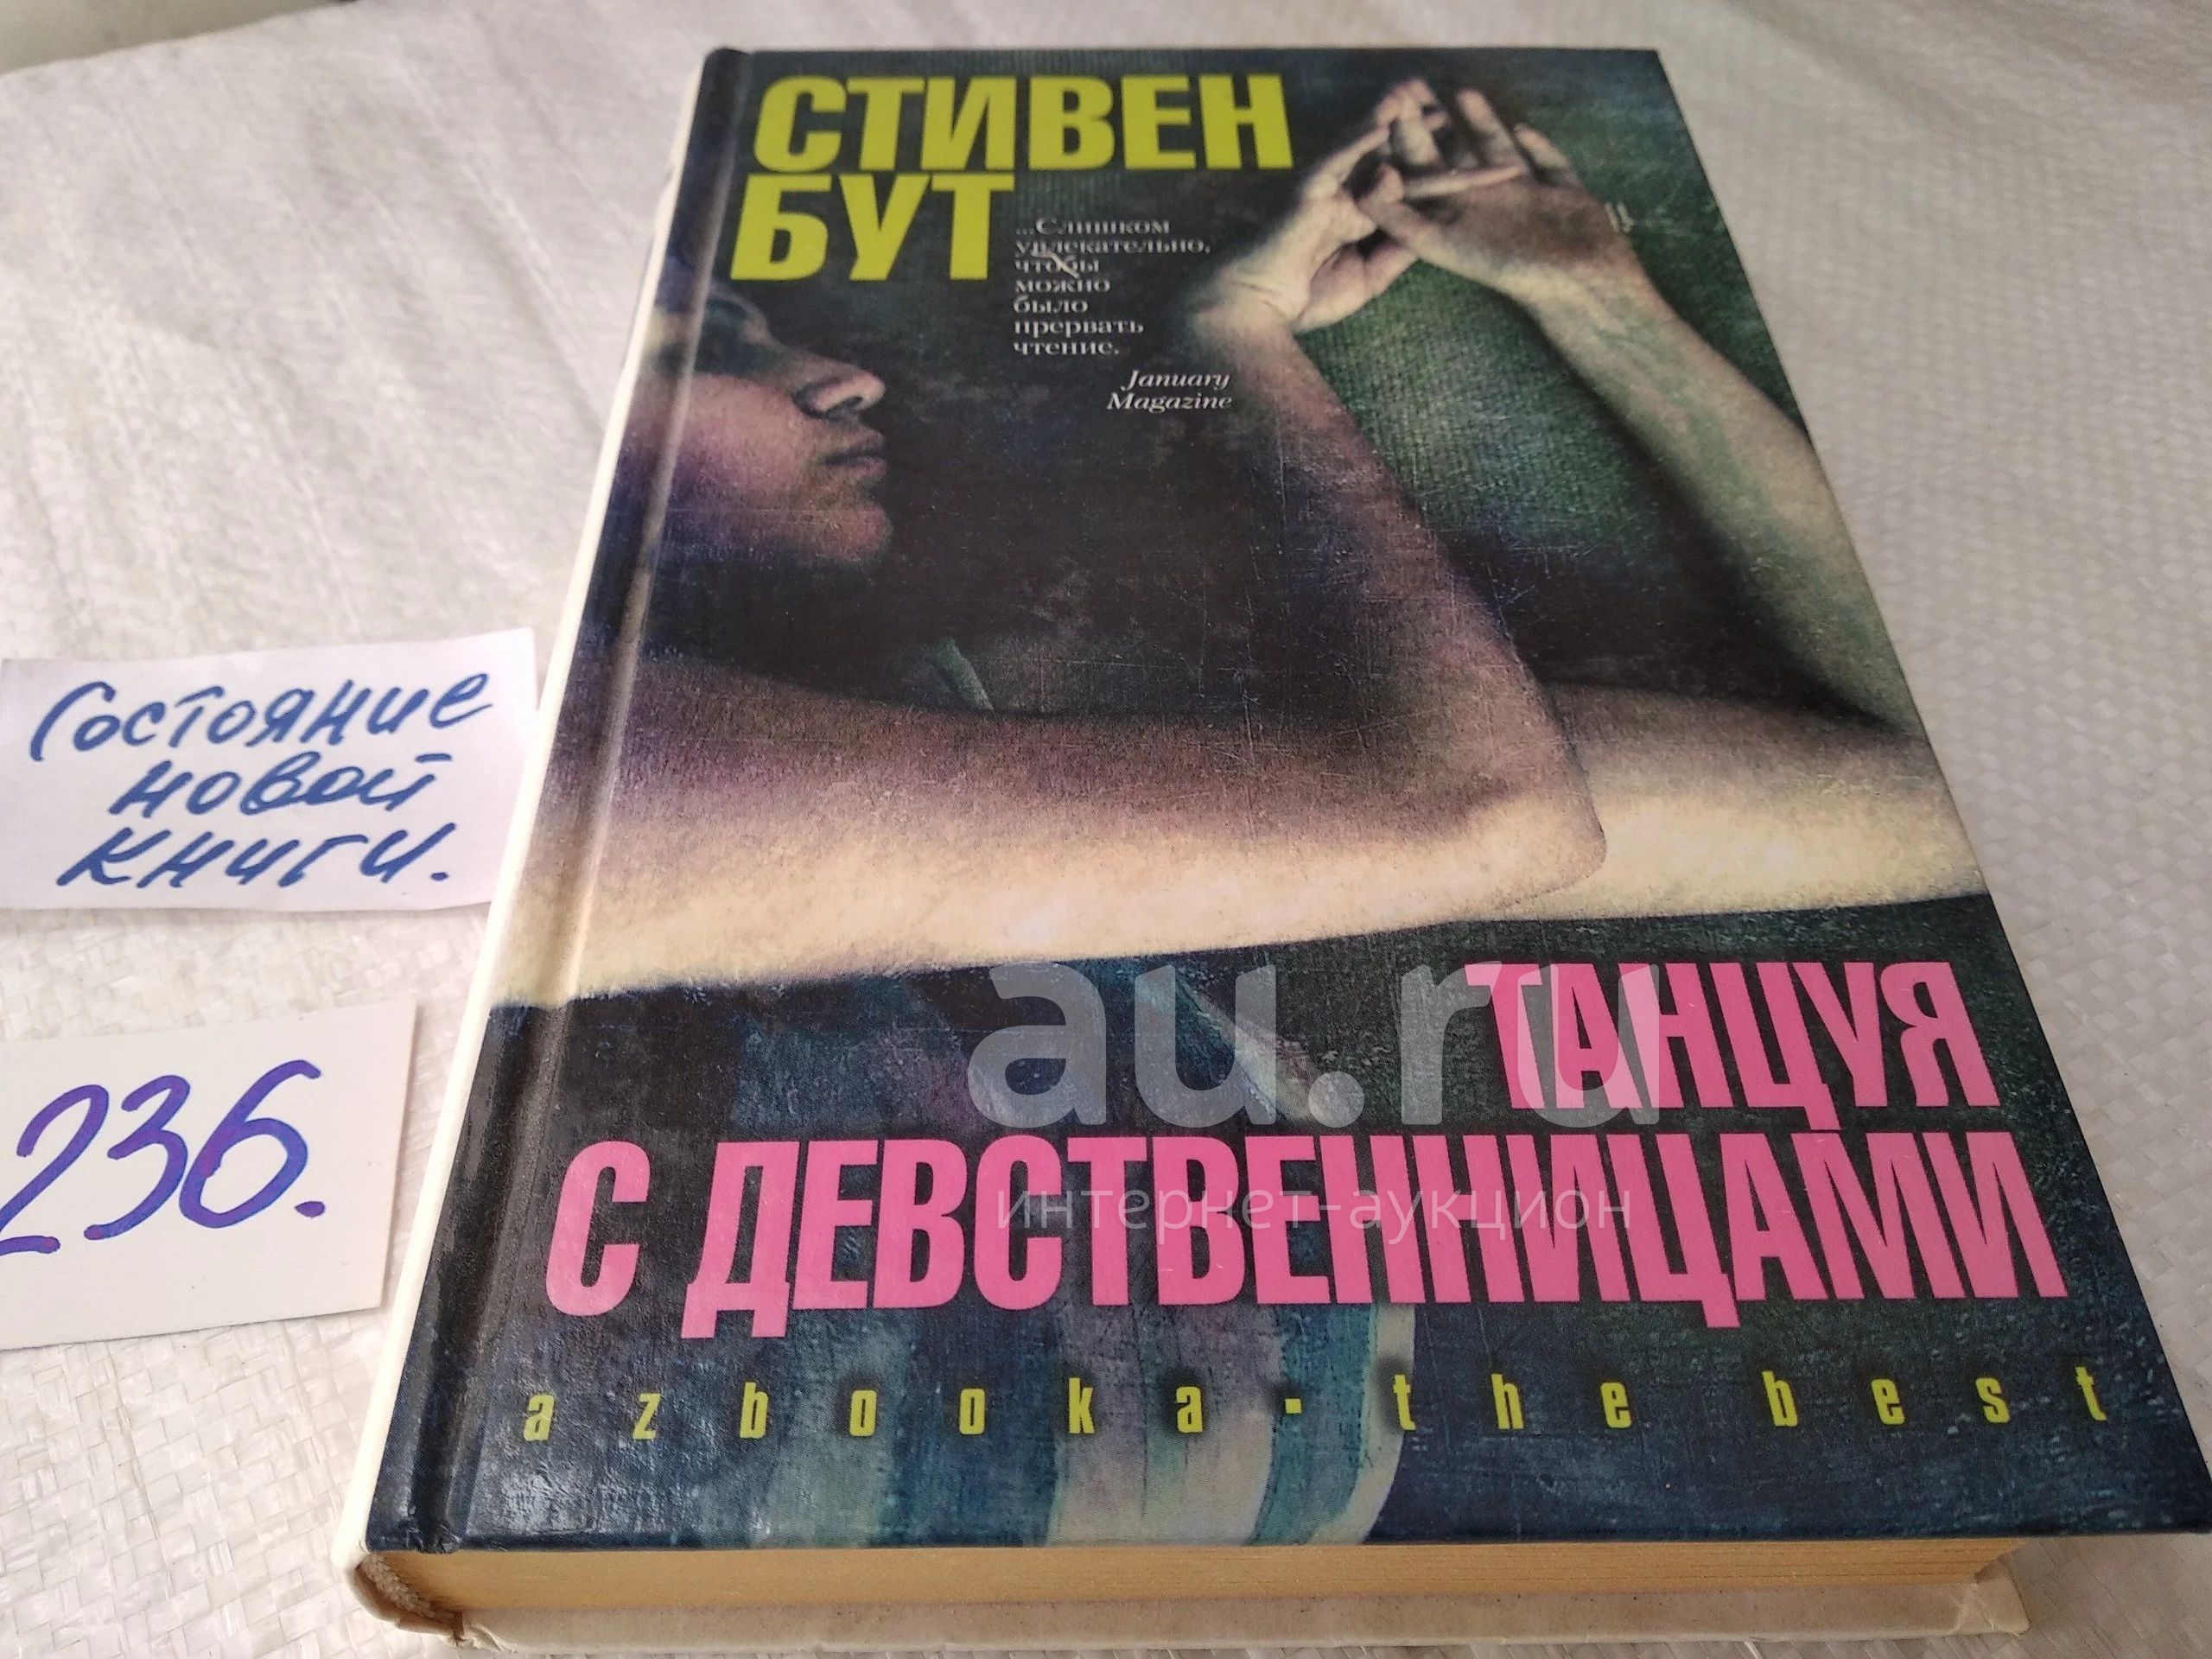 СТИВЕН
БУТ
...Слишком
увлекательно,
чтобы
можно
было
прервать
чтение.
January
Magazine
Состояние
новой
книги.
236.
au.ru
ТАНЦУЯ
С ДЕВСТВЕННИЦАМИ
интернет-аукцион
azbooka-the best